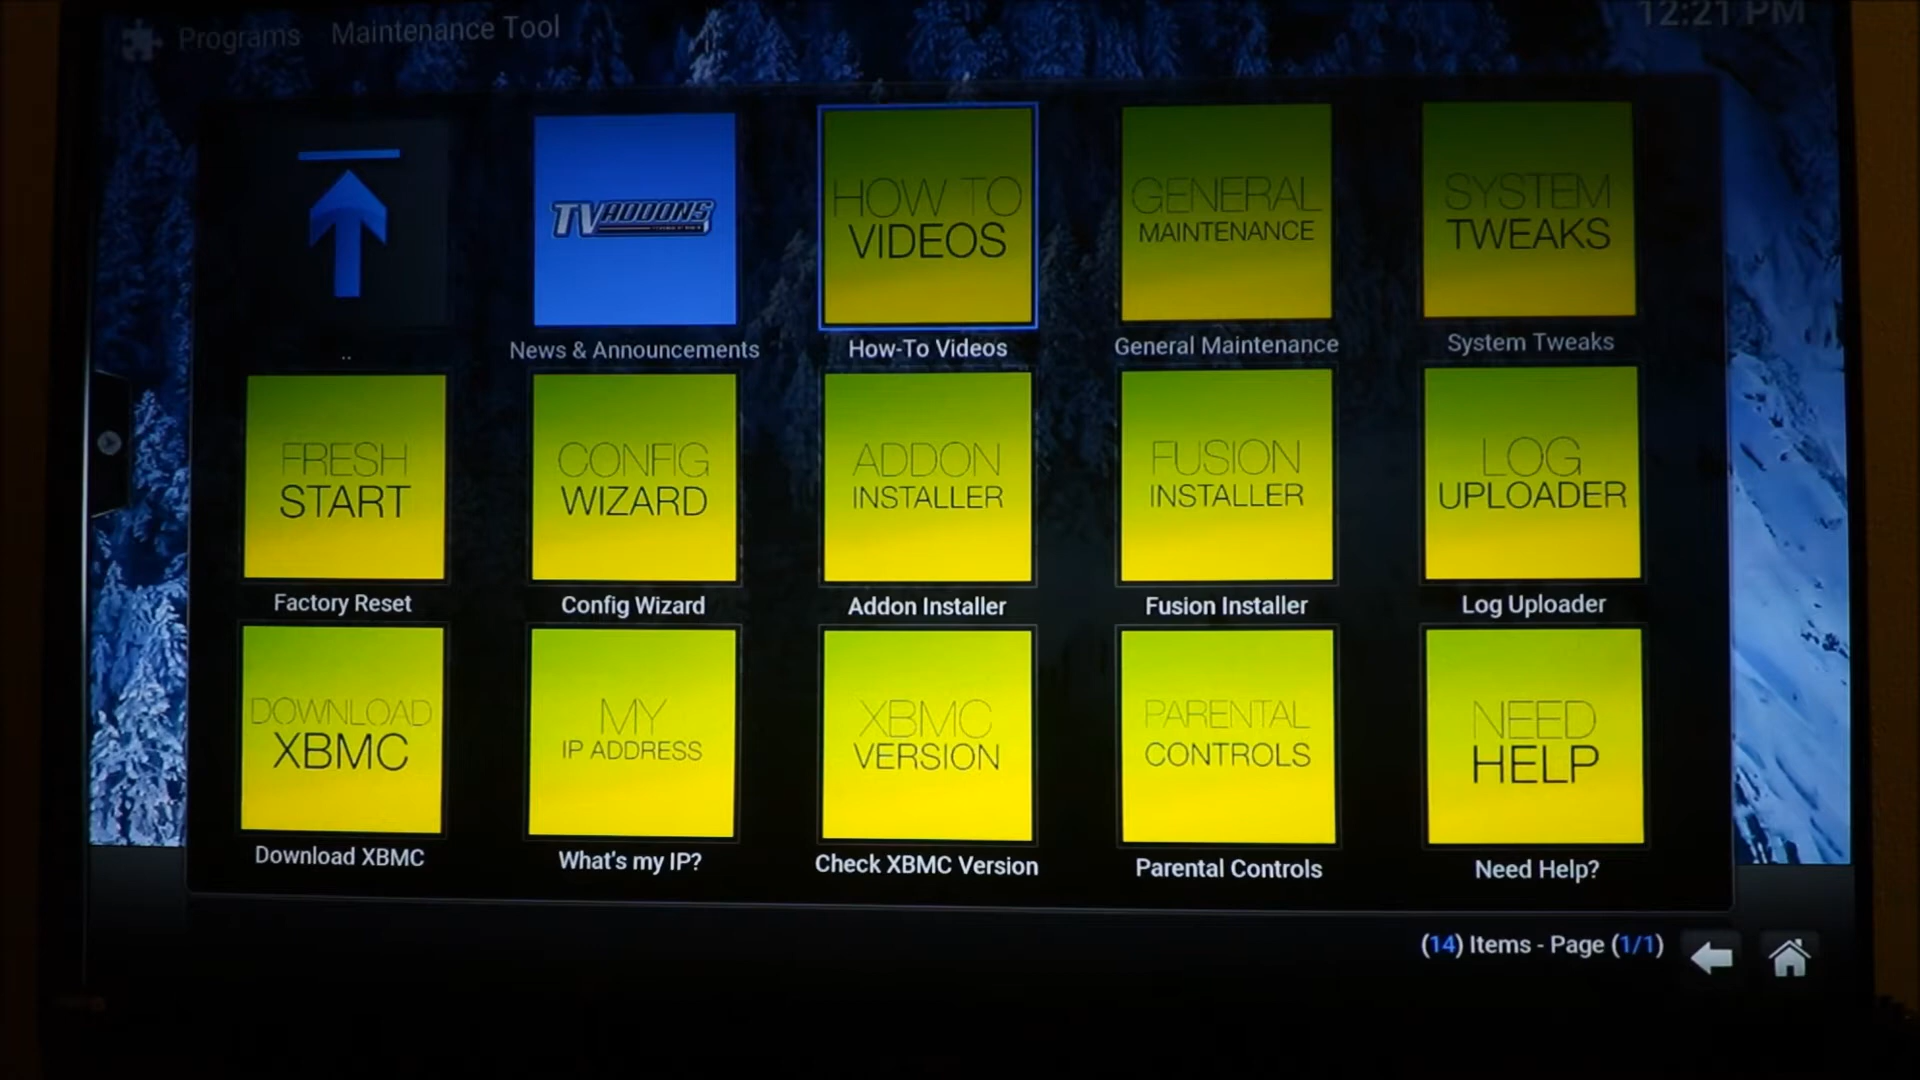 Programs Maintenance Tool
12:21 PM
TVADDONS
HOW TO
VIDEOS
GENERAL
MAINTENANCE
SYSTEM
TWEAKS
..
News & Announcements
How-To Videos
General Maintenance
System Tweaks
FRESH
START
CONFIG
WIZARD
ADDON
INSTALLER
FUSION
INSTALLER
LOG
UPLOADER
Factory Reset
Config Wizard
Addon Installer
Fusion Installer
Log Uploader
DOWNLOAD
XBMC
MY
IP ADDRESS
XBMC
VERSION
PARENTAL
CONTROLS
NEED
HELP
Download XBMC
What's my IP?
Check XBMC Version
Parental Controls
Need Help?
(14) Items - Page (1/1)